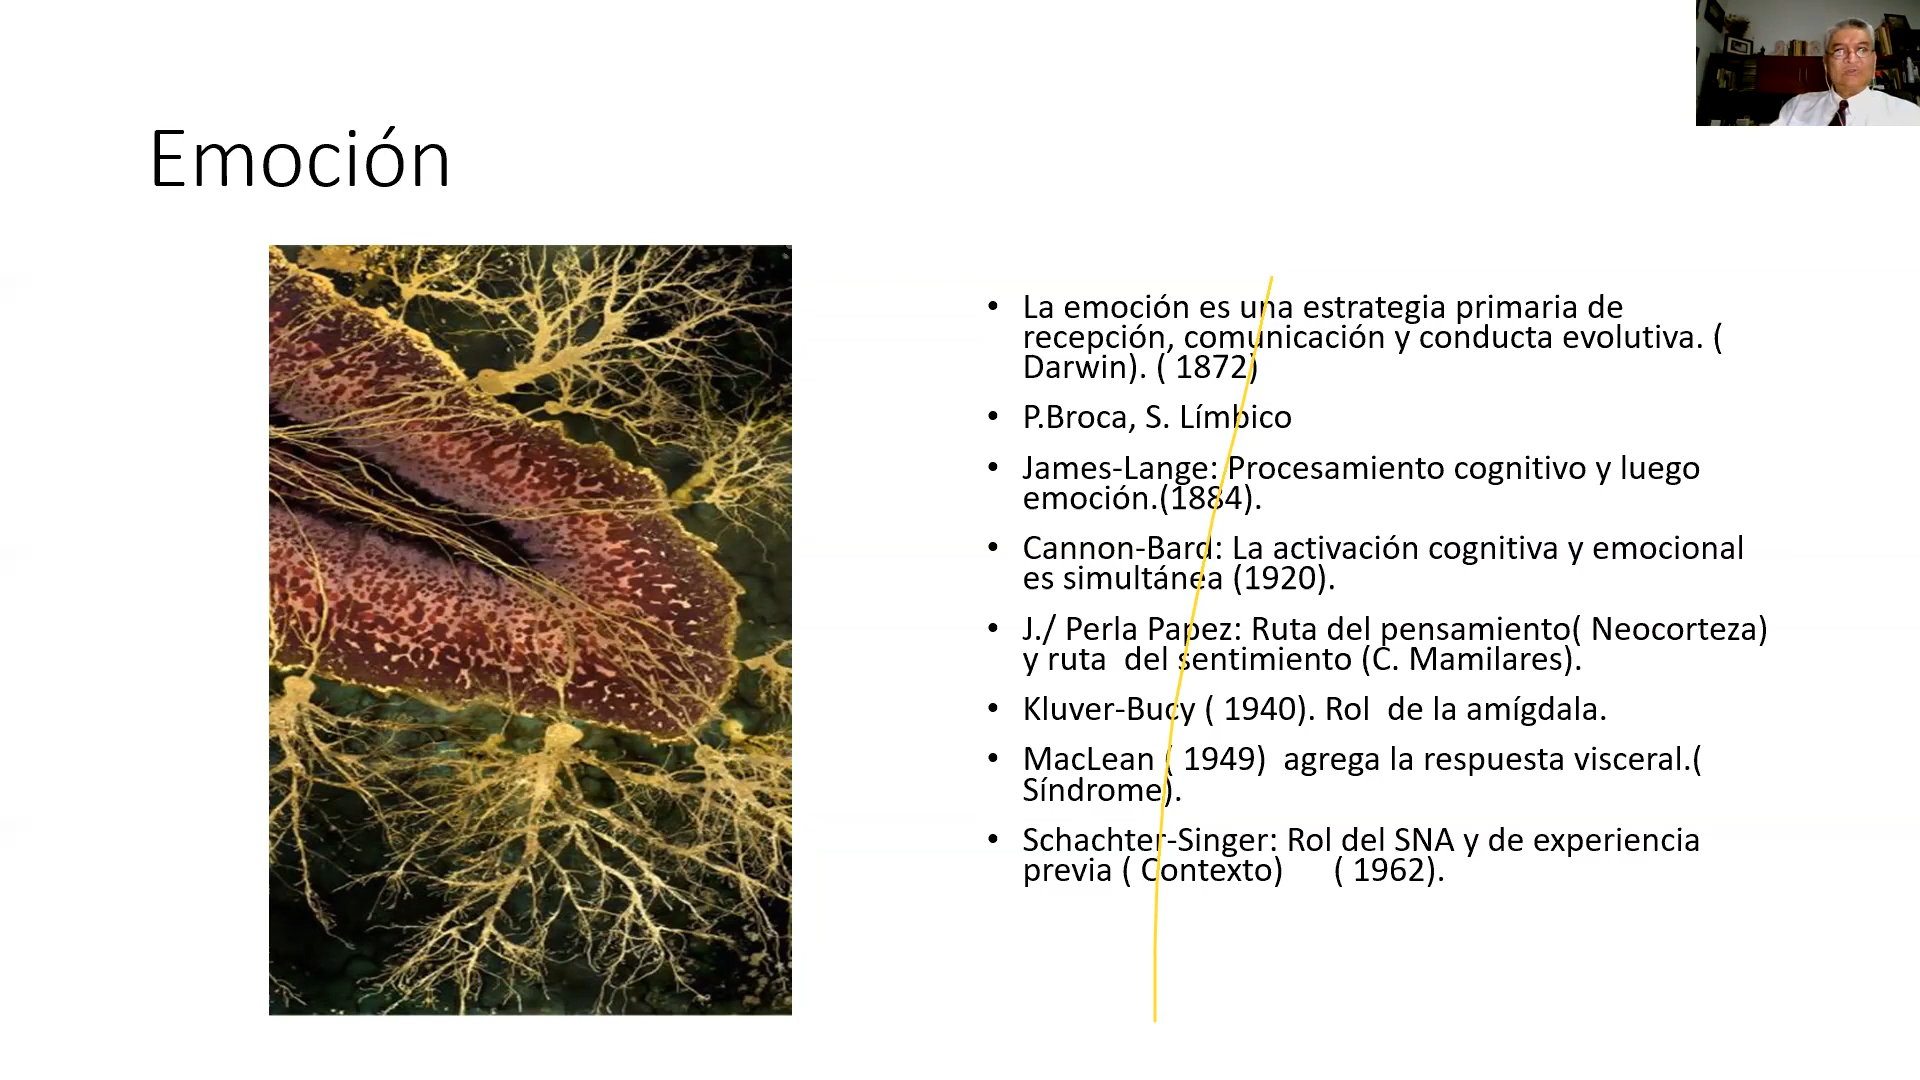 Emoción
• La emoción es una estrategia primaria de
recepción, comunicación y conducta evolutiva. (
Darwin). ( 1872)
• P.Broca, S. Límbico
• James-Lange: Procesamiento cognitivo y luego
emoción.(1884).
• Cannon-Bard: La activación cognitiva y emocional
es simultánea (1920).
• J./ Perla Papez: Ruta del pensamiento( Neocorteza)
y ruta  del sentimiento (C. Mamilares).
• Kluver-Bucy ( 1940). Rol  de la amígdala.
• MacLean ( 1949)  agrega la respuesta visceral.(
Síndrome).
• Schachter-Singer: Rol del SNA y de experiencia
previa ( Contexto)      ( 1962).